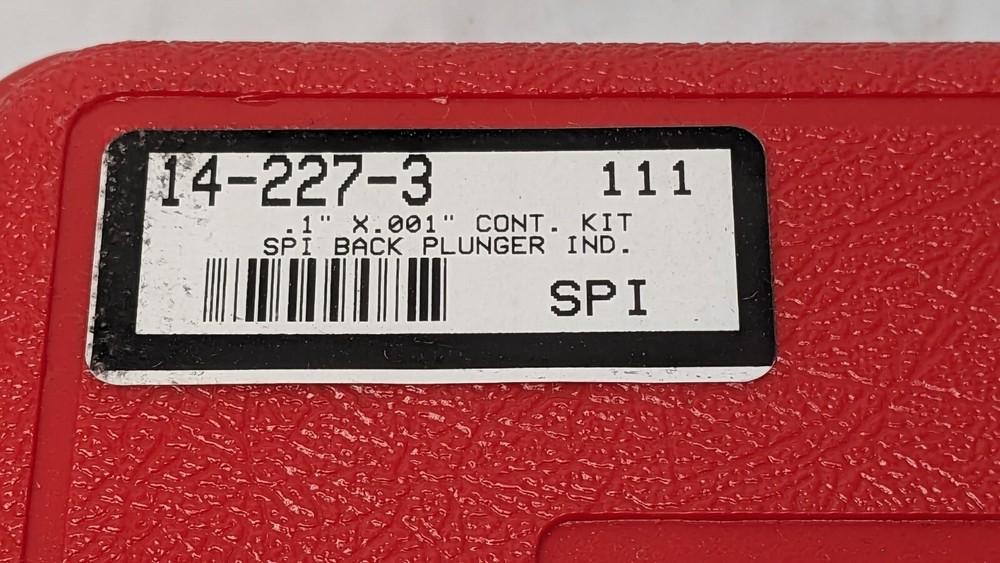 14-227-3 111
.1" X.001" CONT. KIT
SPI BACK PLUNGER IND.
SPI